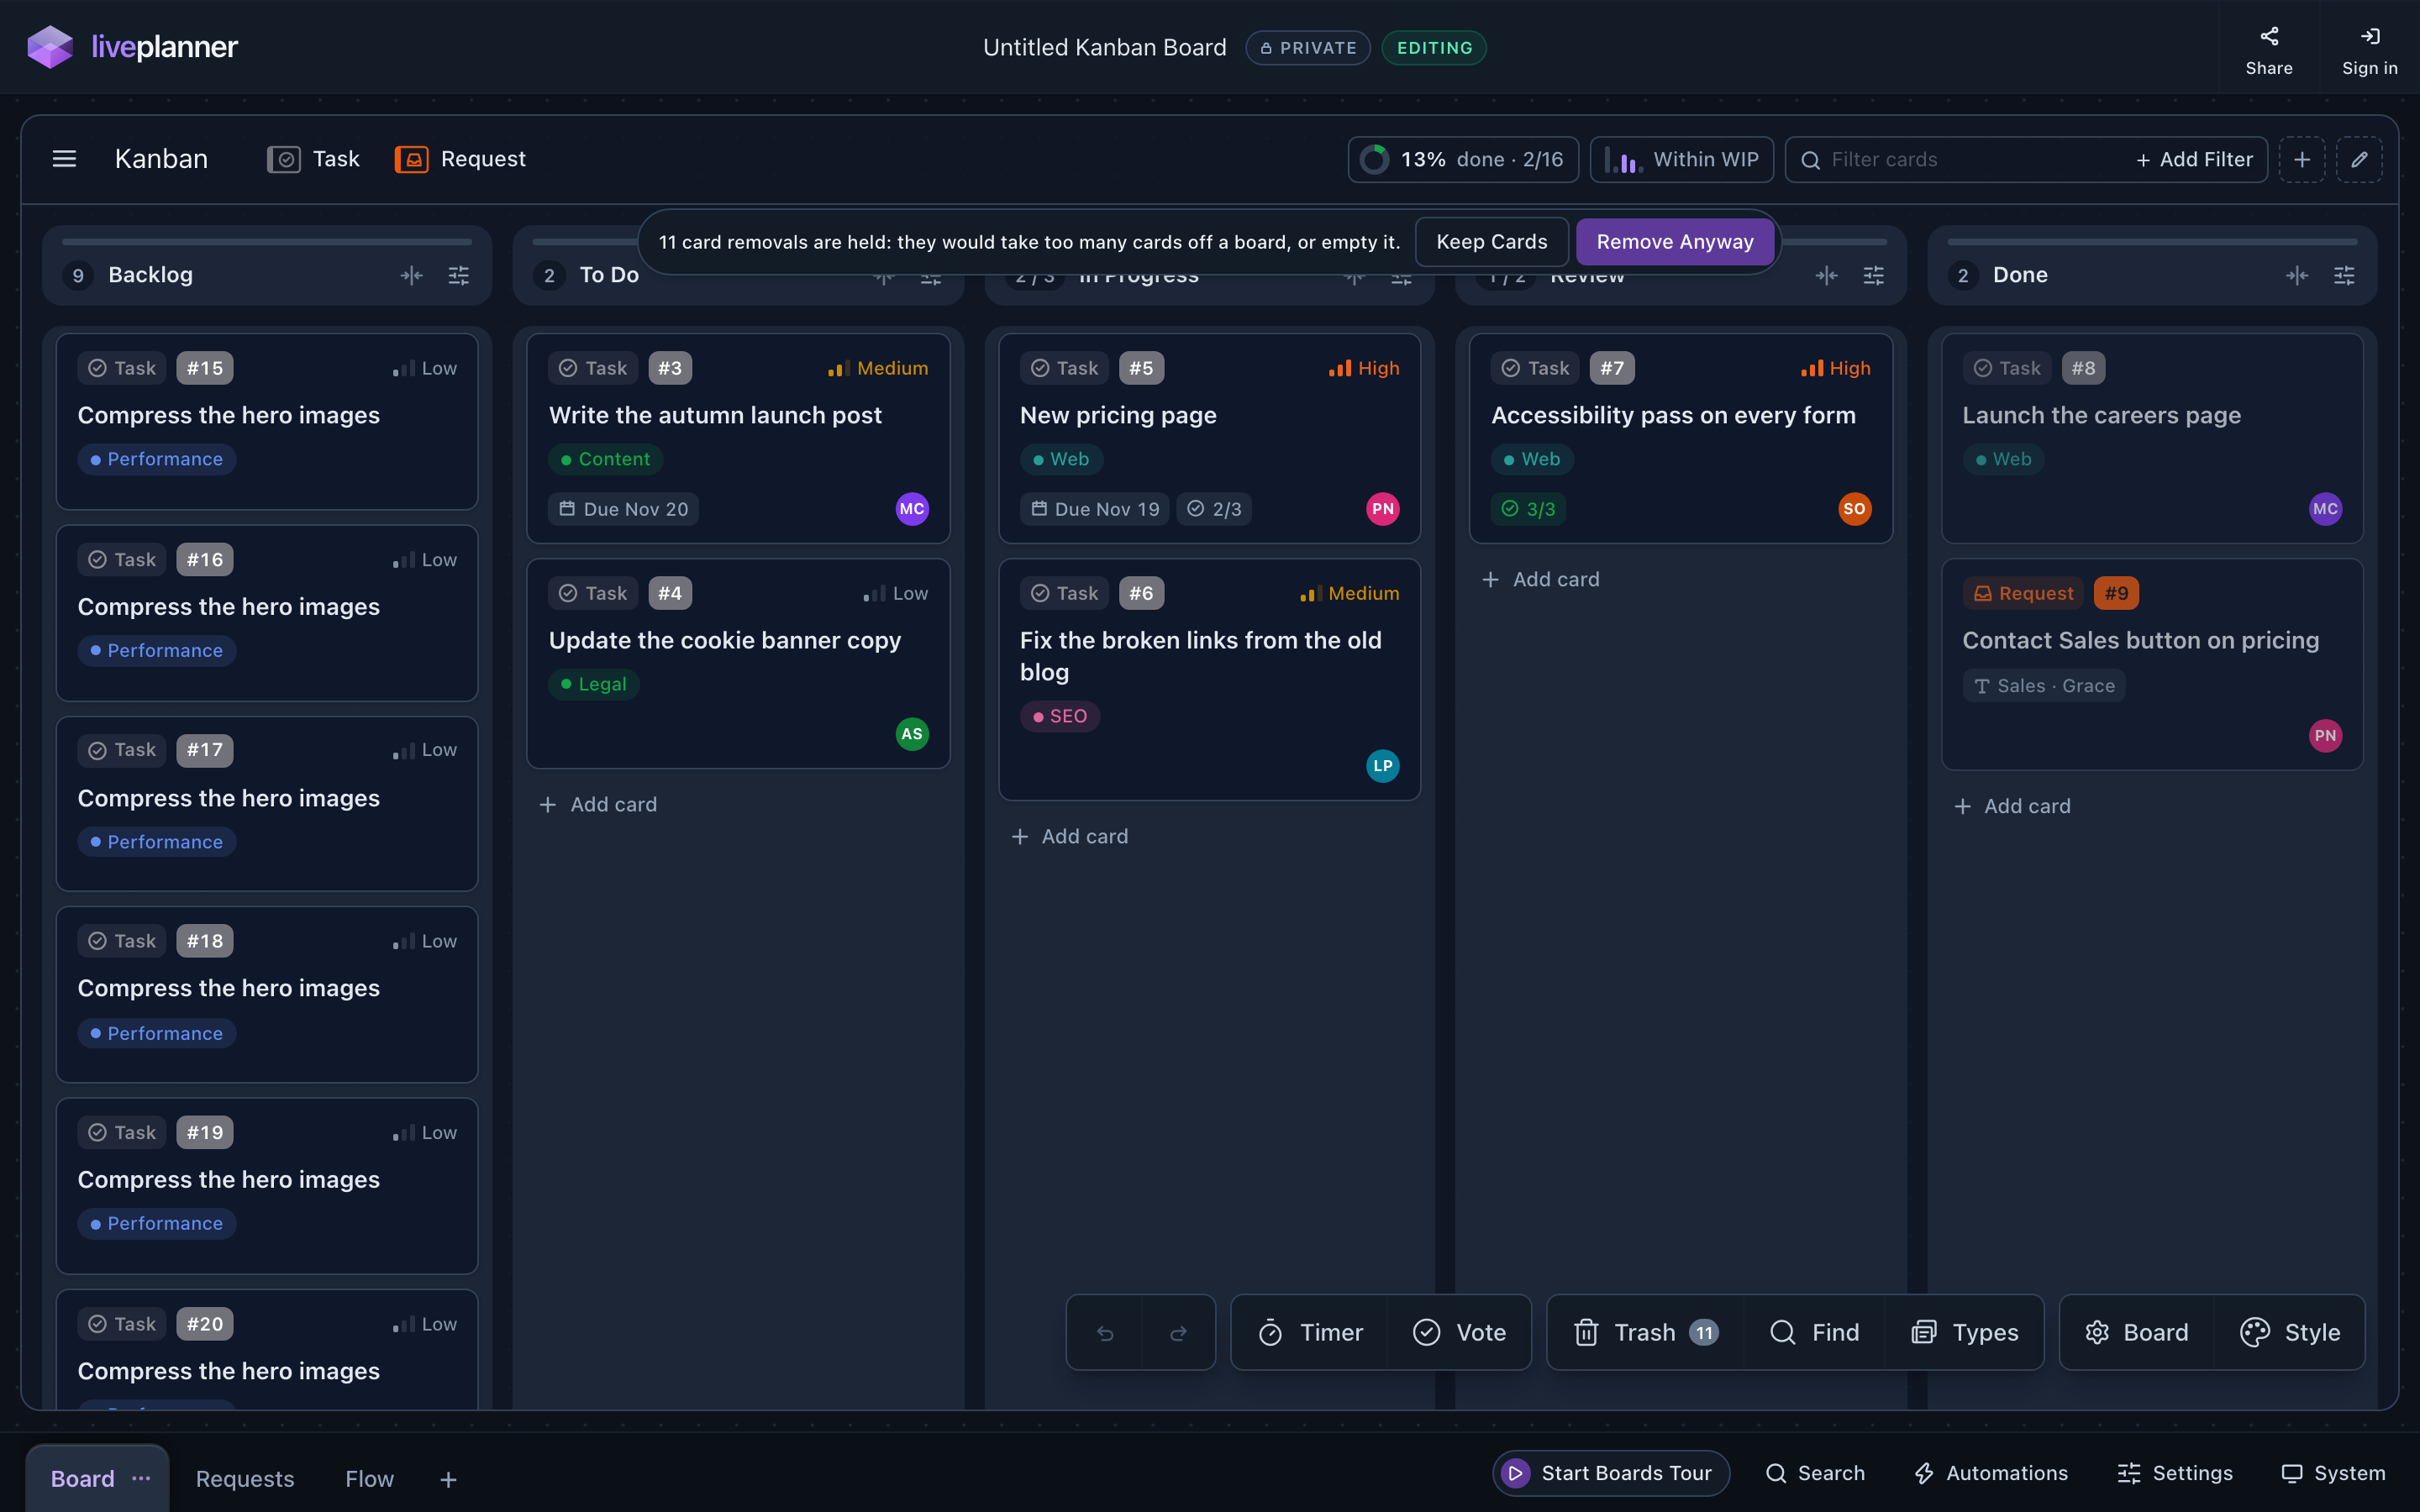 liveplanner
Untitled Kanban Board
PRIVATE
EDITING
Share
Sign in
Kanban
Task
Request
13% done · 2/16
Within WIP
Filter cards
Add Filter
11 card removals are held: they would take too many cards off a board, or empty it.
Keep Cards
Remove Anyway
9 Backlog
2 To Do
2 / 3 In Progress
1 / 2 Review
2 Done
Task #15 Low
Compress the hero images
Performance
Task #16 Low
Compress the hero images
Performance
Task #17 Low
Compress the hero images
Performance
Task #18 Low
Compress the hero images
Performance
Task #19 Low
Compress the hero images
Performance
Task #20 Low
Compress the hero images
Task #3 Medium
Write the autumn launch post
Content
Due Nov 20 MC
Task #4 Low
Update the cookie banner copy
Legal
AS
Add card
Task #5 High
New pricing page
Web
Due Nov 19 2/3 PN
Task #6 Medium
Fix the broken links from the old
blog
SEO
LP
Add card
Task #7 High
Accessibility pass on every form
Web
3/3 SO
Add card
Task #8
Launch the careers page
Web
MC
Request #9
Contact Sales button on pricing
Sales · Grace
PN
Add card
Timer
Vote
Trash 11
Find
Types
Board
Style
Board
Requests
Flow
Start Boards Tour
Search
Automations
Settings
System